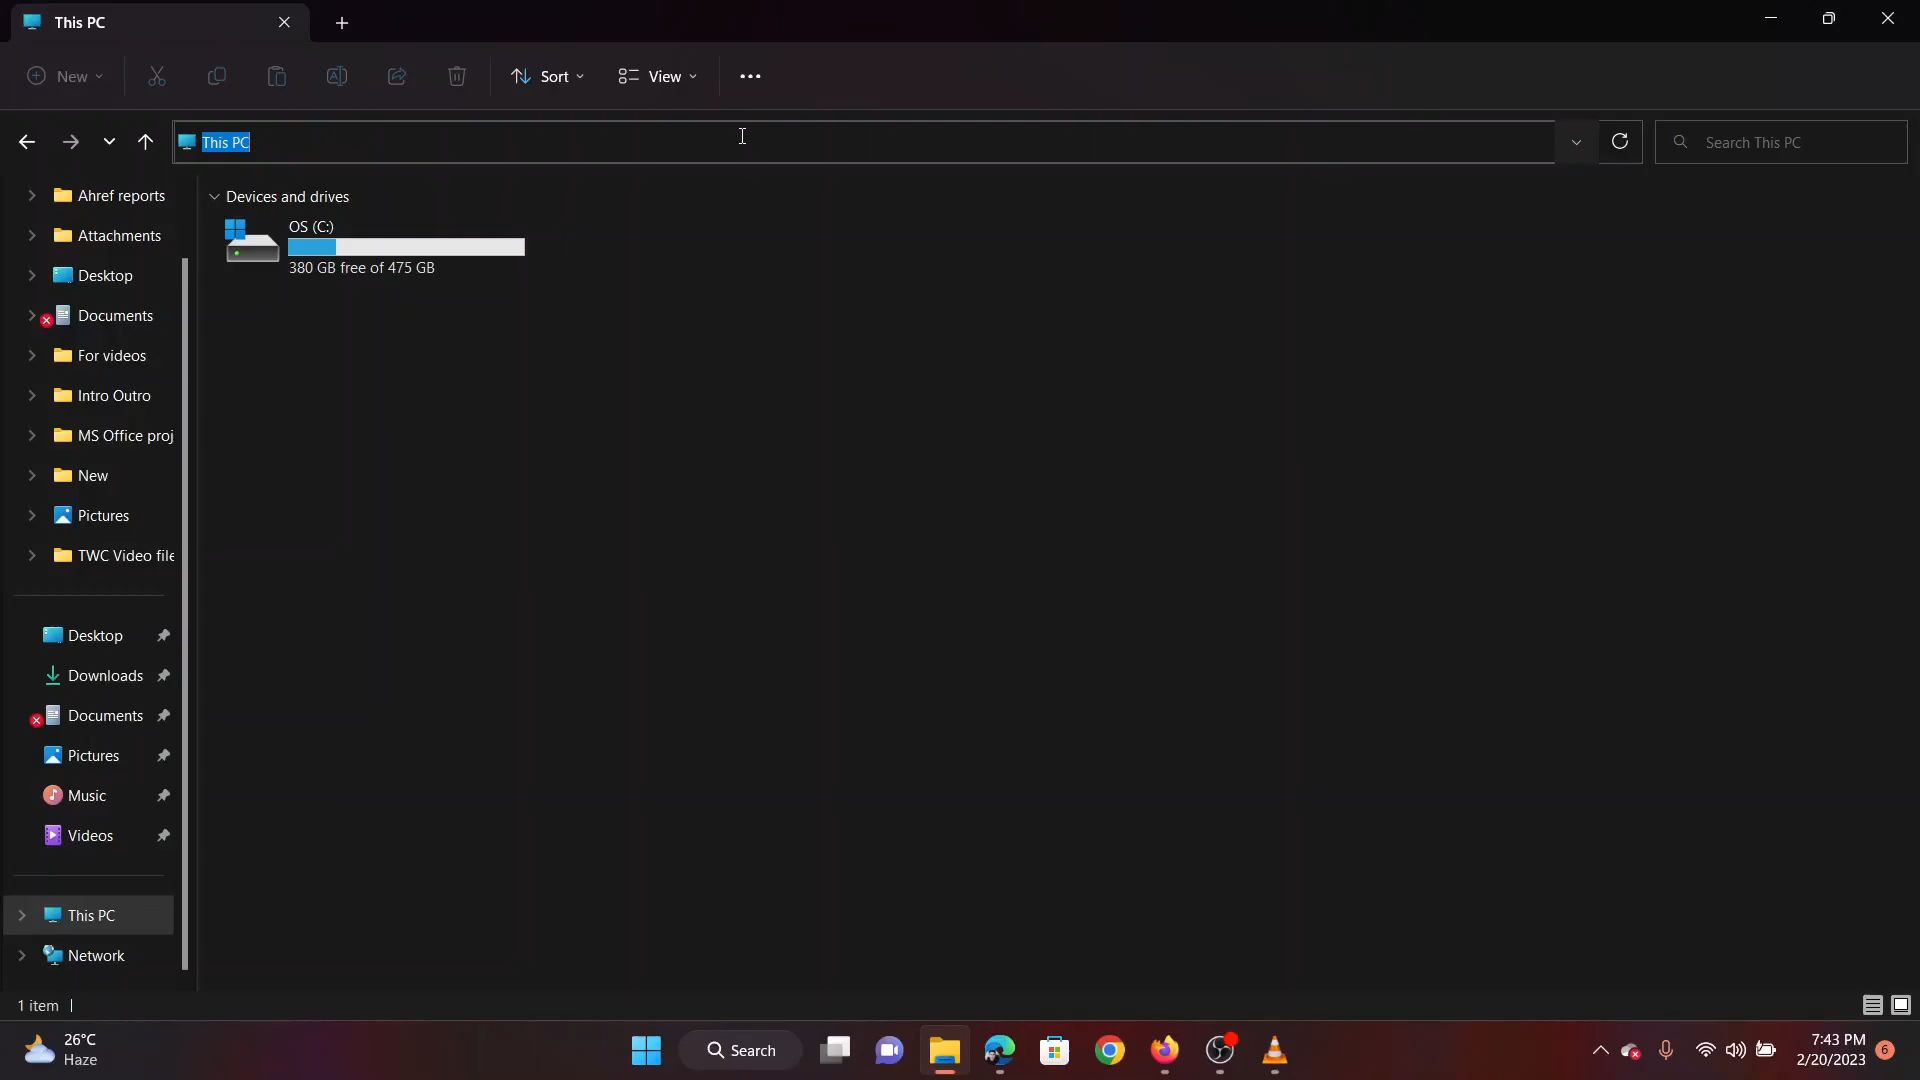 This PC
New
Sort
View
This PC
Search This PC
Ahref reports
Attachments
Desktop
Documents
For videos
Intro Outro
MS Office proj
New
Pictures
TWC Video file
Desktop
Downloads
Documents
Pictures
Music
Videos
This PC
Network
Devices and drives
OS (C:)
380 GB free of 475 GB
1 item
26°C
Haze
Search
7:43 PM
2/20/2023
6